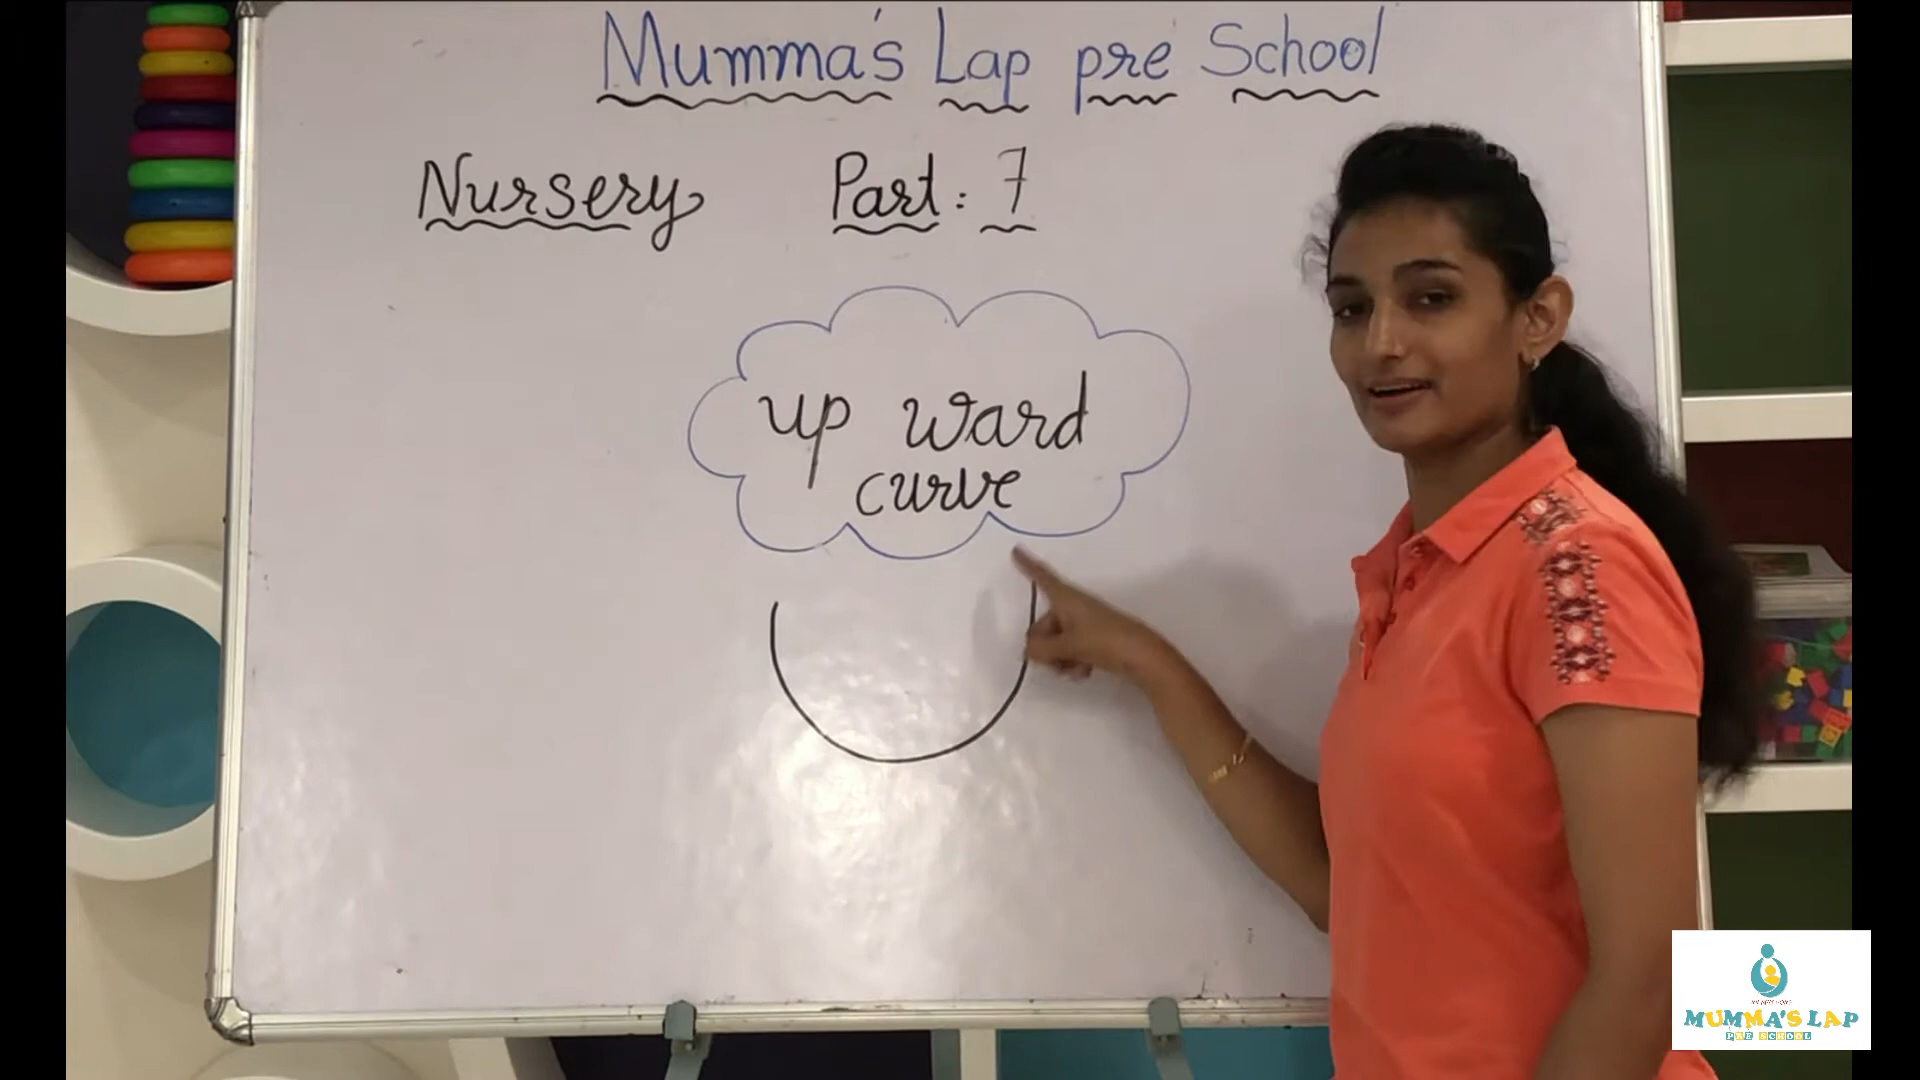 Mumma's Lap pre School
Nursery Part : 7
up ward
curve
MUMMA'S LAP
PRE SCHOOL